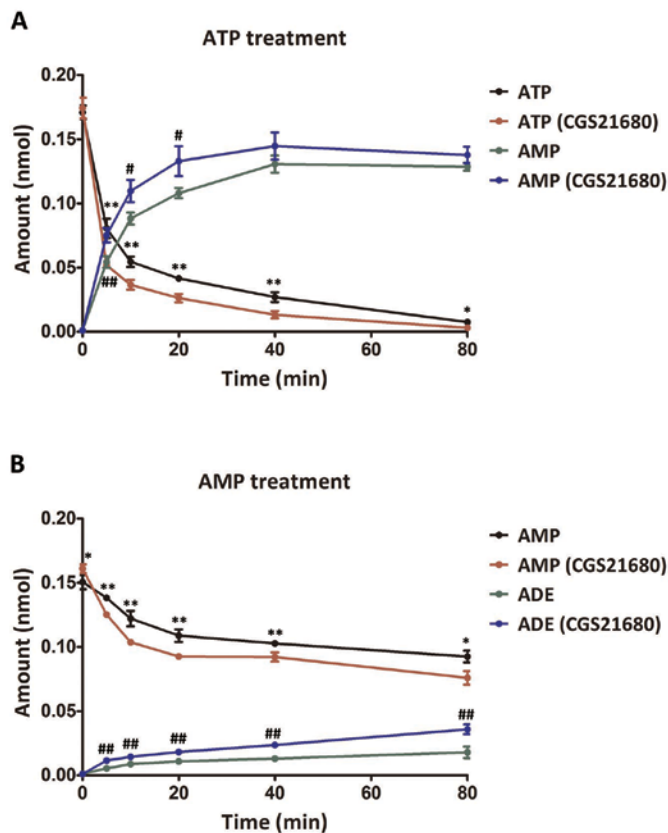 A
ATP treatment
Amount (nmol)
0.20
0.15
0.10
0.05
0.00
**
##
**
#
**
#
**
*
0
20
40
60
80
Time (min)
ATP
ATP (CGS21680)
AMP
AMP (CGS21680)
B
AMP treatment
Amount (nmol)
0.20
0.15
0.10
0.05
0.00
*
**
**
**
**
*
##
##
##
##
##
0
20
40
60
80
Time (min)
AMP
AMP (CGS21680)
ADE
ADE (CGS21680)